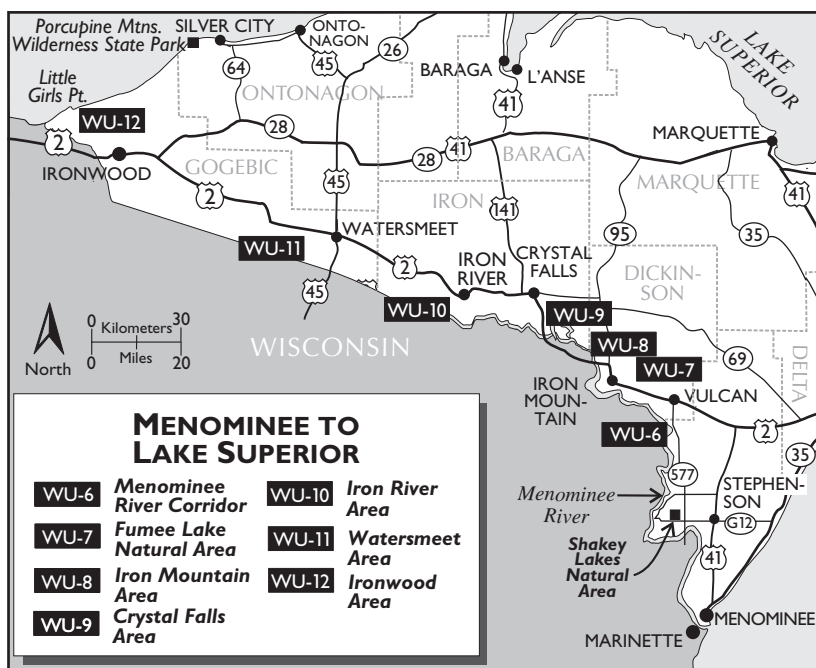 Porcupine Mtns.
Wilderness State Park
SILVER CITY
ONTO-
NAGON
26
45
64
BARAGA
L'ANSE
LAKE
SUPERIOR
Little
Girls Pt.
ONTONAGON
41
WU-12
2
28
MARQUETTE
IRONWOOD
GOGEBIC
28
41
BARAGA
MARQUETTE
2
45
IRON
141
41
95
35
WATERSMEET
WU-11
2
IRON
RIVER
CRYSTAL
FALLS
DICKIN-
SON
45
WU-10
WU-9
0
Kilometers
30
0
Miles
20
North
WISCONSIN
WU-8
WU-7
69
DELTA
IRON
MOUN-
TAIN
VULCAN
WU-6
2
35
577
Menominee
River
STEPHEN-
SON
G12
Shakey
Lakes
Natural
Area
41
MENOMINEE
MARINETTE
MENOMINEE TO
LAKE SUPERIOR
WU-6 Menominee
River Corridor
WU-7 Fumee Lake
Natural Area
WU-8 Iron Mountain
Area
WU-9 Crystal Falls
Area
WU-10 Iron River
Area
WU-11 Watersmeet
Area
WU-12 Ironwood
Area